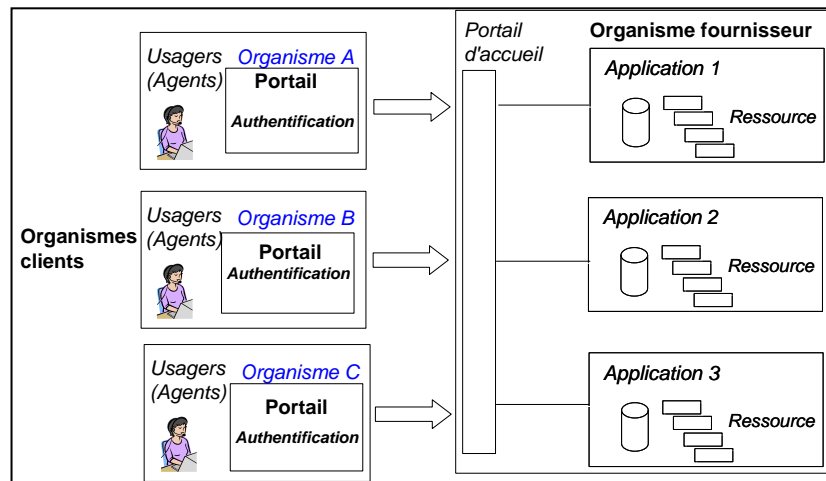 Organismes
clients
Usagers
(Agents)
Organisme A
Portail
Authentification
Usagers
(Agents)
Organisme B
Portail
Authentification
Usagers
(Agents)
Organisme C
Portail
Authentification
Portail
d'accueil
Organisme fournisseur
Application 1
Ressource
Application 2
Ressource
Application 3
Ressource